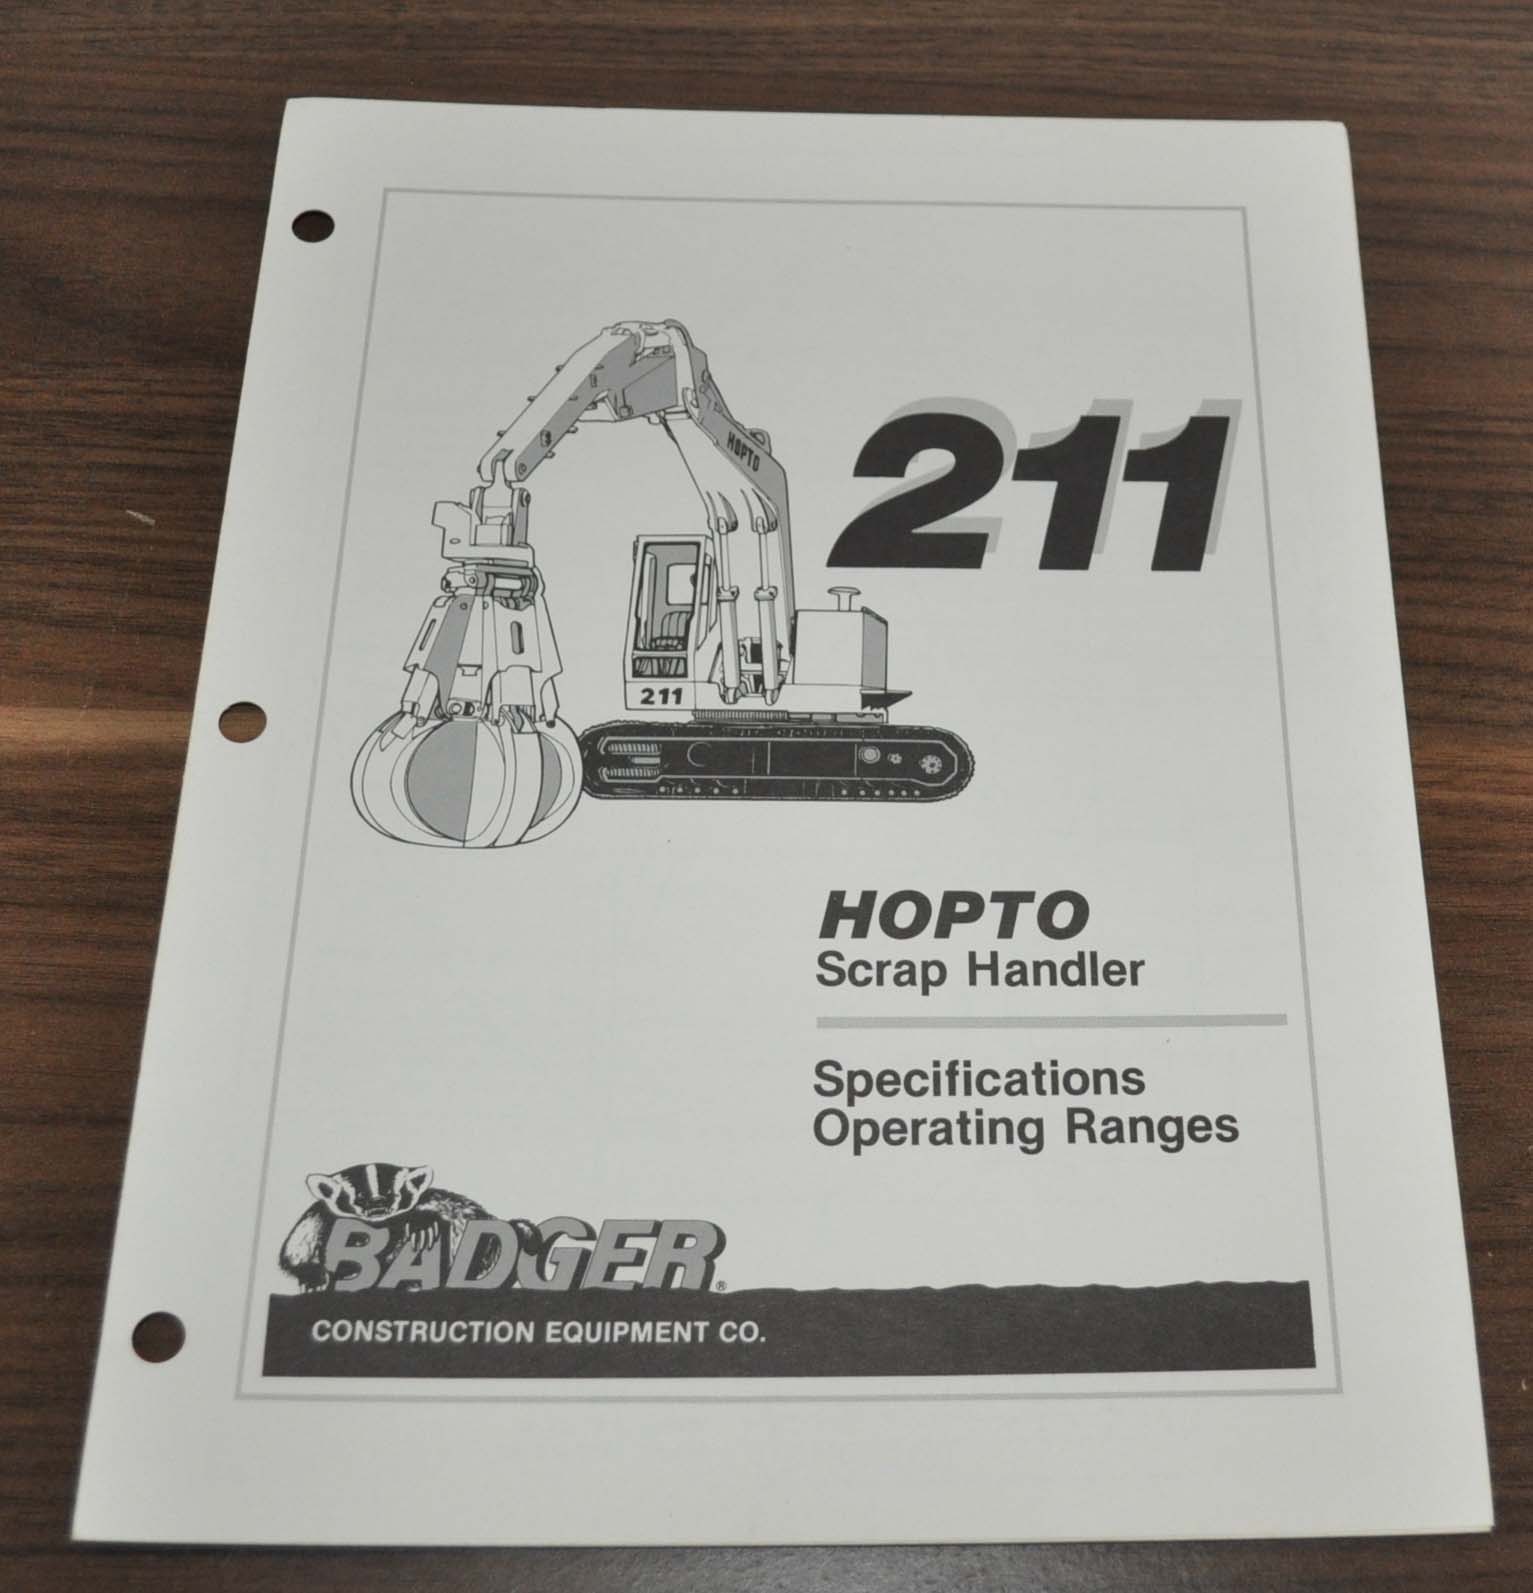 HOPTO
211
211
HOPTO
Scrap Handler
Specifications
Operating Ranges
BADGER®
CONSTRUCTION EQUIPMENT CO.